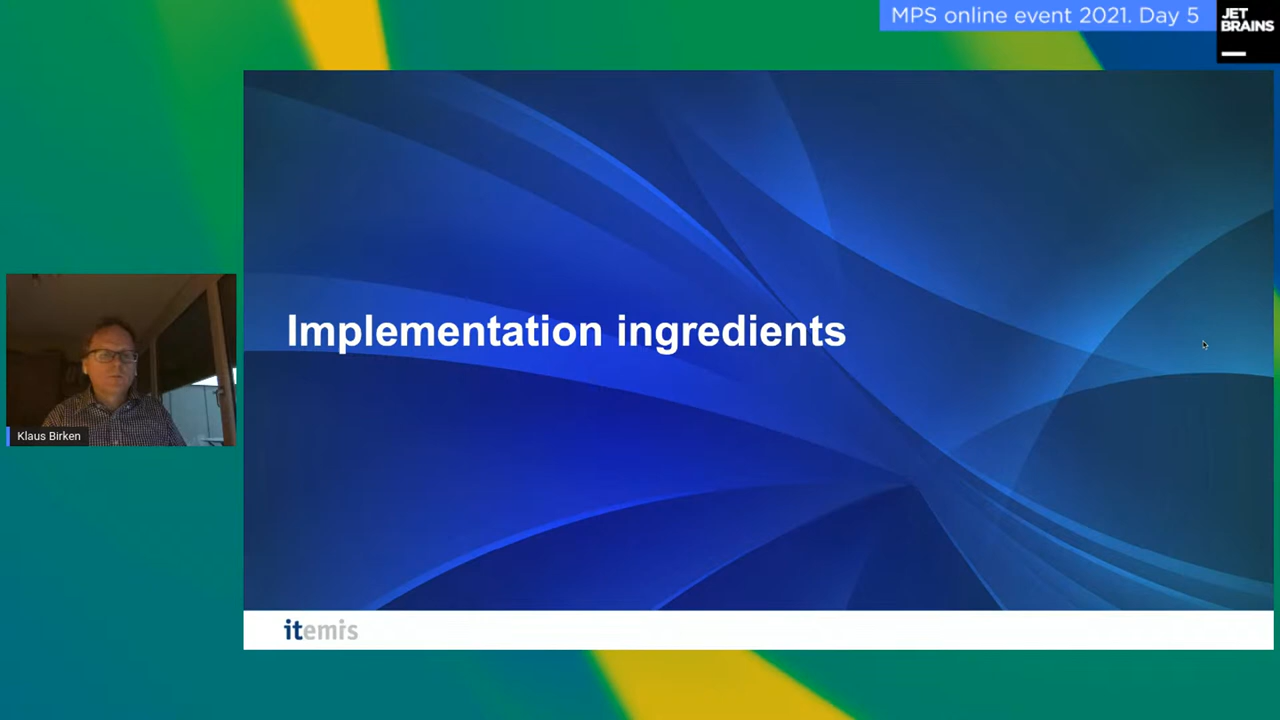 MPS online event 2021. Day 5
JET
BRAINS
Implementation ingredients
Klaus Birken
itemis